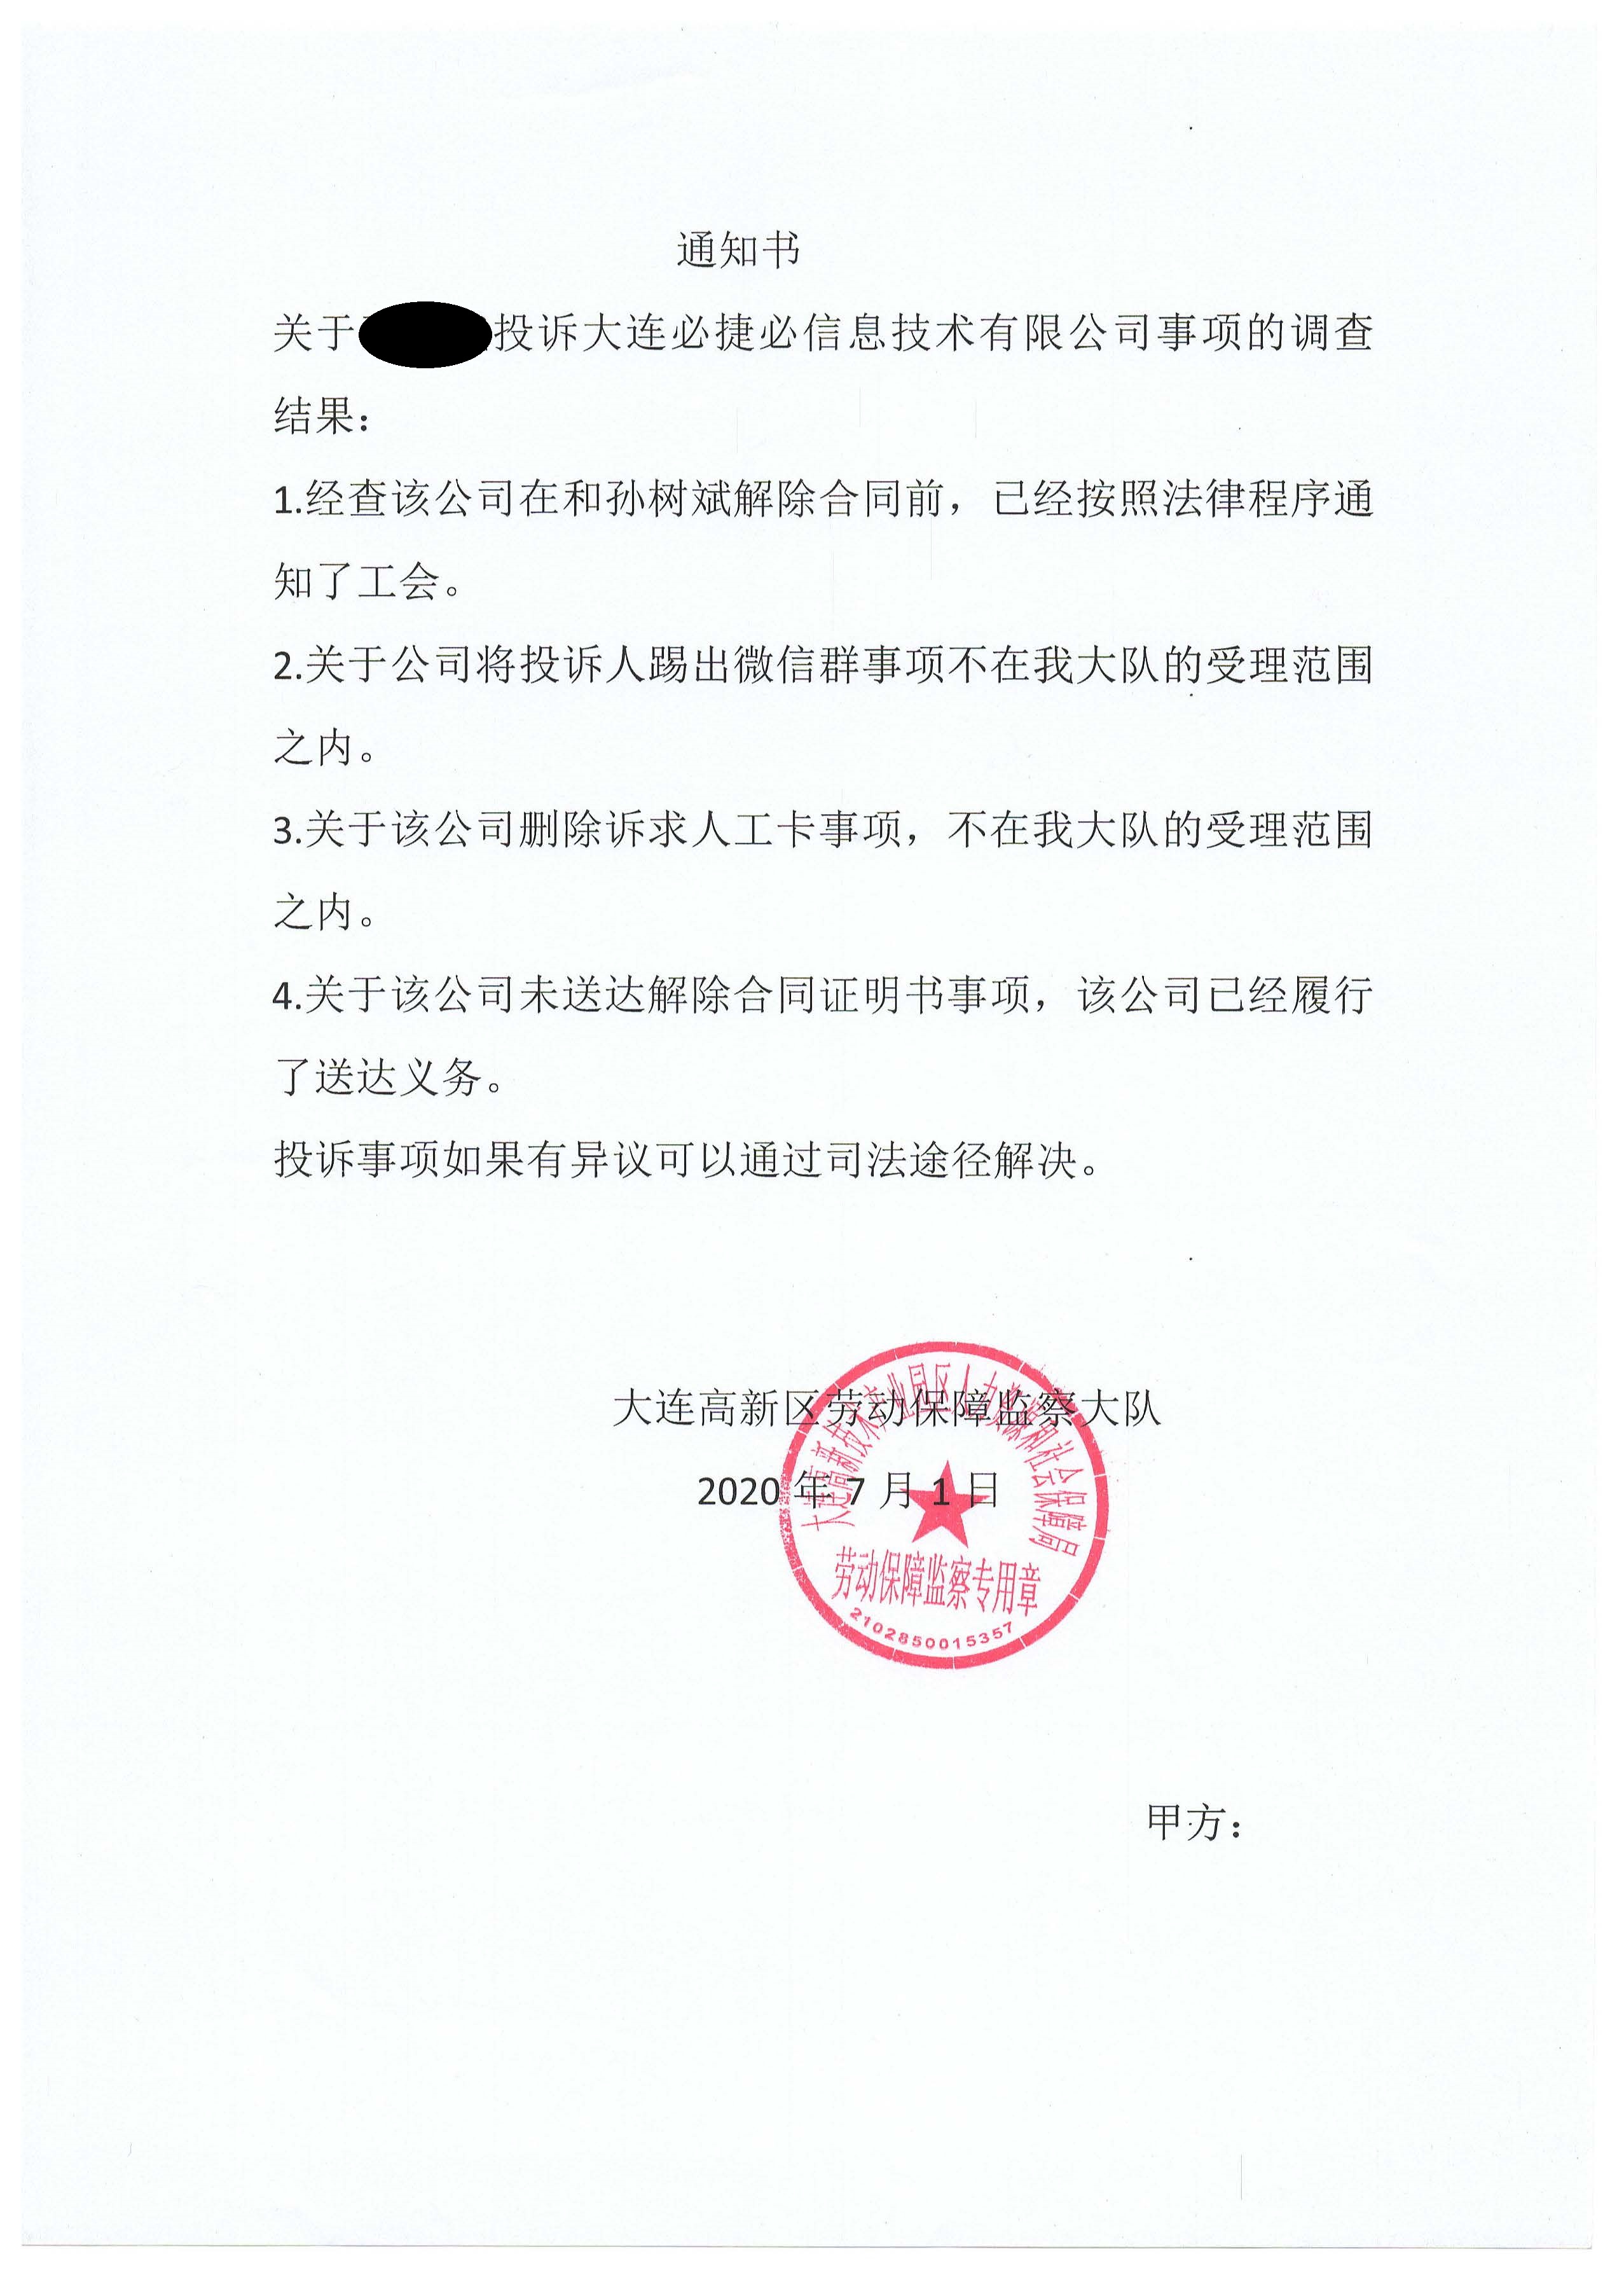 通知书
关于投诉大连必捷必信息技术有限公司事项的调查
结果：
1.经查该公司在和孙树斌解除合同前，已经按照法律程序通
知了工会。
2.关于公司将投诉人踢出微信群事项不在我大队的受理范围
之内。
3.关于该公司删除诉求人工卡事项，不在我大队的受理范围
之内。
4.关于该公司未送达解除合同证明书事项，该公司已经履行
了送达义务。
投诉事项如果有异议可以通过司法途径解决。
大连高新区劳动保障监察大队
2020 年 7 月 1 日
大连高新技术产业园区人力资源和社会保障局
劳动保障监察专用章
2102850015357
甲方：